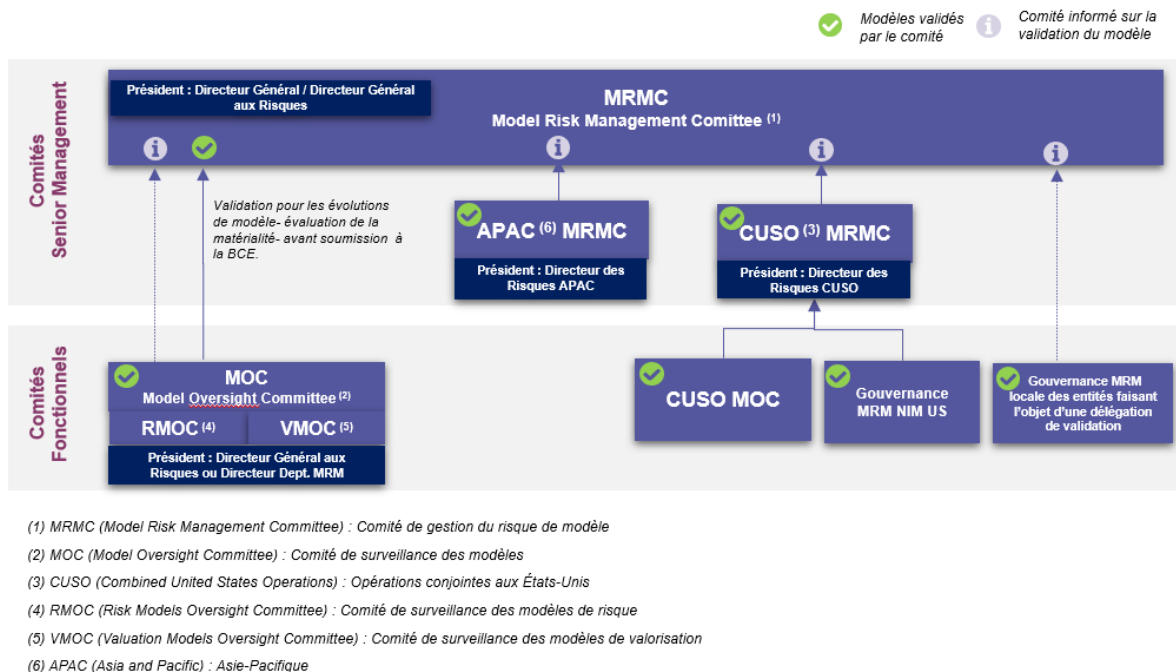 Modèles validés
par le comité
Comité informé sur la
validation du modèle
Comités
Senior Management
Président : Directeur Général / Directeur Général
aux Risques
MRMC
Model Risk Management Comittee (1)
Validation pour les évolutions
de modèle- évaluation de la
matérialité- avant soumission à
la BCE.
APAC (6) MRMC
Président : Directeur des
Risques APAC
CUSO (3) MRMC
Président : Directeur des
Risques CUSO
Comités
Fonctionnels
MOC
Model Oversight Committee (2)
RMOC (4)
VMOC (5)
Président : Directeur Général aux
Risques ou Directeur Dept. MRM
CUSO MOC
Gouvernance
MRM NIM US
Gouvernance MRM
locale des entités faisant
l'objet d'une délégation
de validation
(1) MRMC (Model Risk Management Committee) : Comité de gestion du risque de modèle
(2) MOC (Model Oversight Committee) : Comité de surveillance des modèles
(3) CUSO (Combined United States Operations) : Opérations conjointes aux États-Unis
(4) RMOC (Risk Models Oversight Committee) : Comité de surveillance des modèles de risque
(5) VMOC (Valuation Models Oversight Committee) : Comité de surveillance des modèles de valorisation
(6) APAC (Asia and Pacific) : Asie-Pacifique